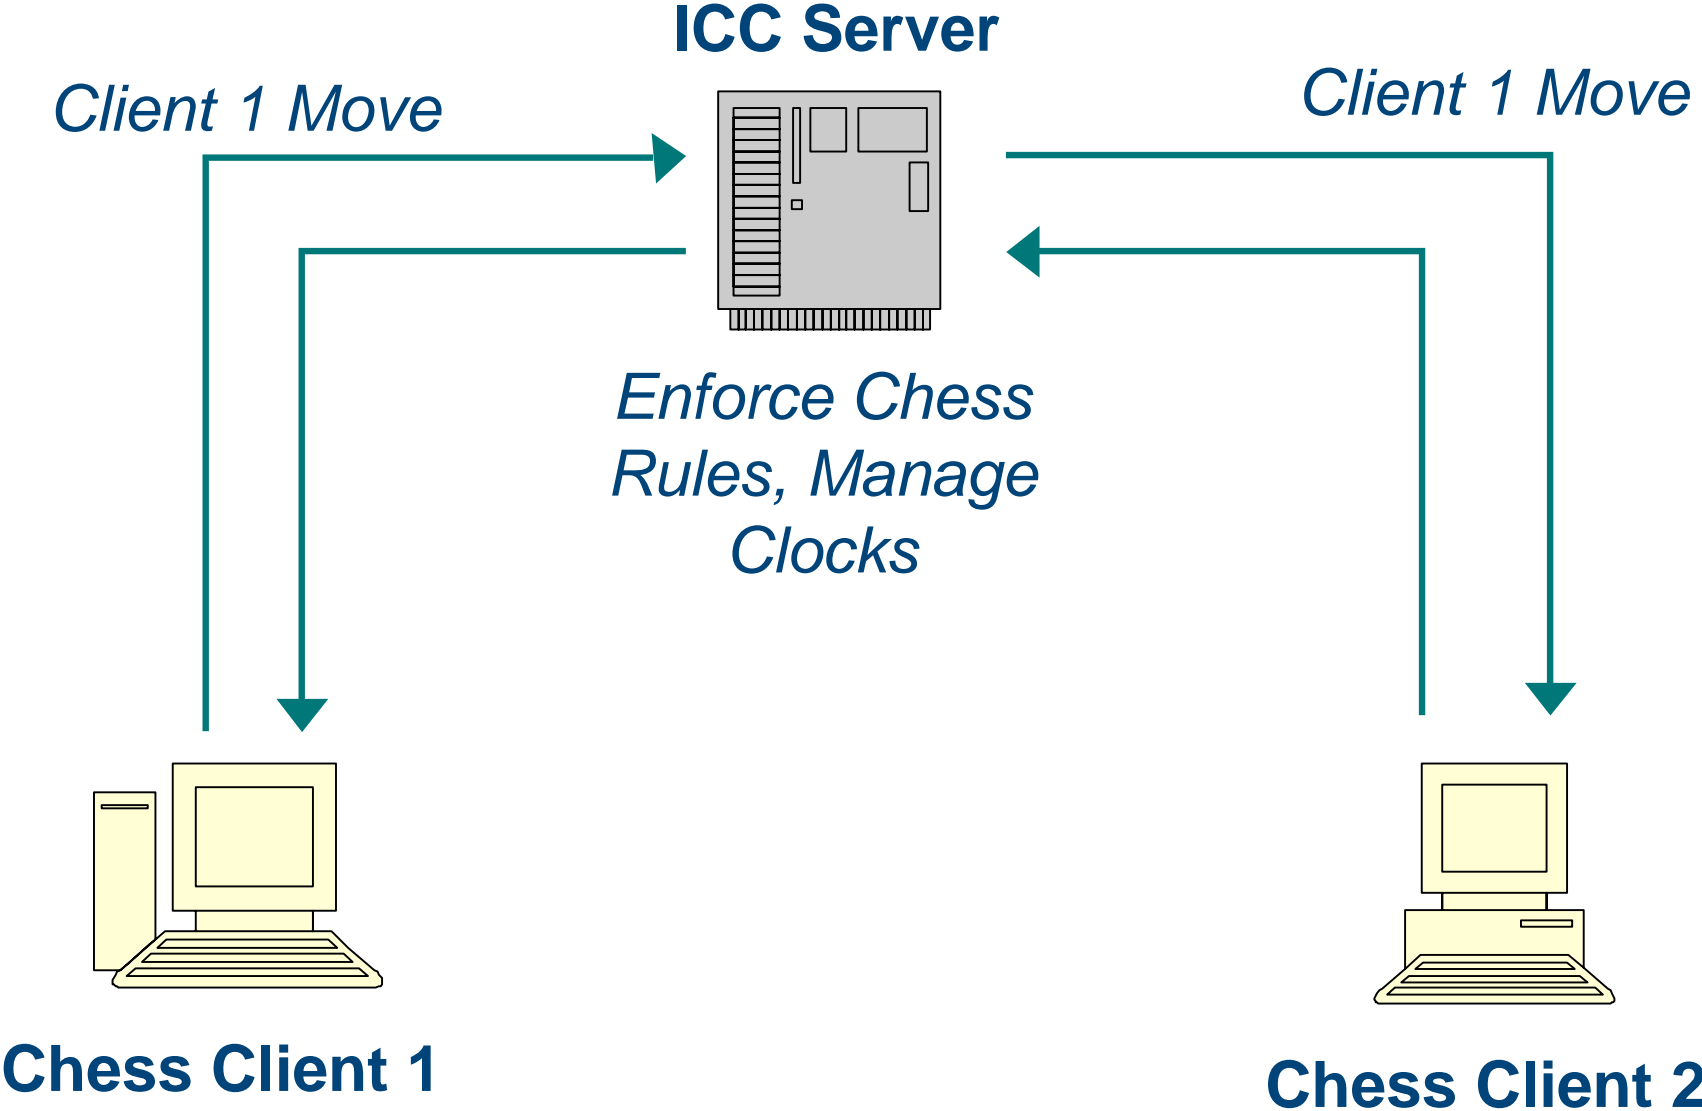 ICC Server
Client 1 Move
Client 1 Move
Enforce Chess
Rules, Manage
Clocks
Chess Client 1
Chess Client 2